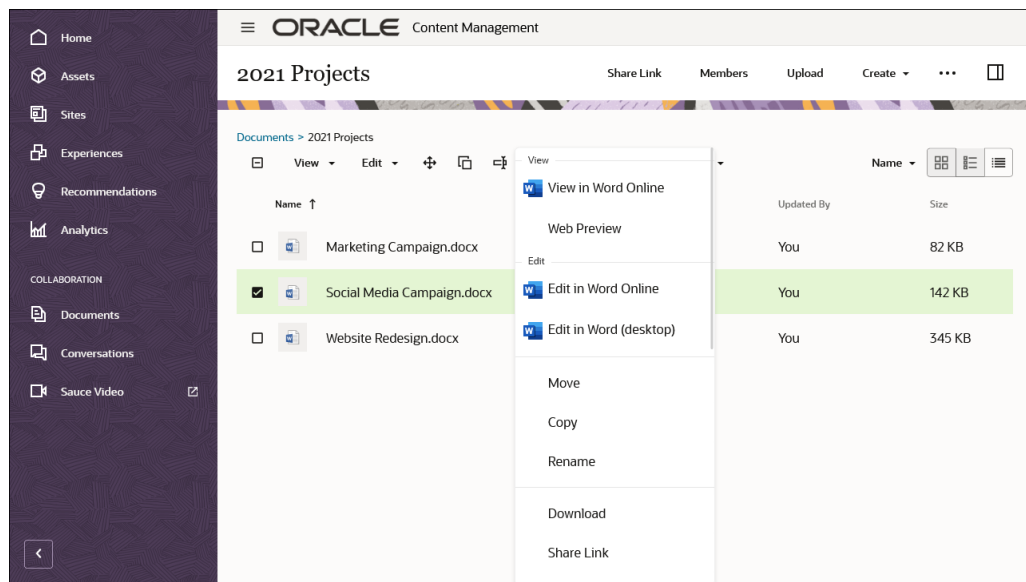 Home
Assets
Sites
Experiences
Recommendations
Analytics
COLLABORATION
Documents
Conversations
Sauce Video
ORACLE Content Management
2021 Projects
Share Link Members Upload Create
Documents > 2021 Projects
View Edit Name
Name Updated By Size
Marketing Campaign.docx You 82 KB
Social Media Campaign.docx You 142 KB
Website Redesign.docx You 345 KB
View
View in Word Online
Web Preview
Edit
Edit in Word Online
Edit in Word (desktop)
Move
Copy
Rename
Download
Share Link